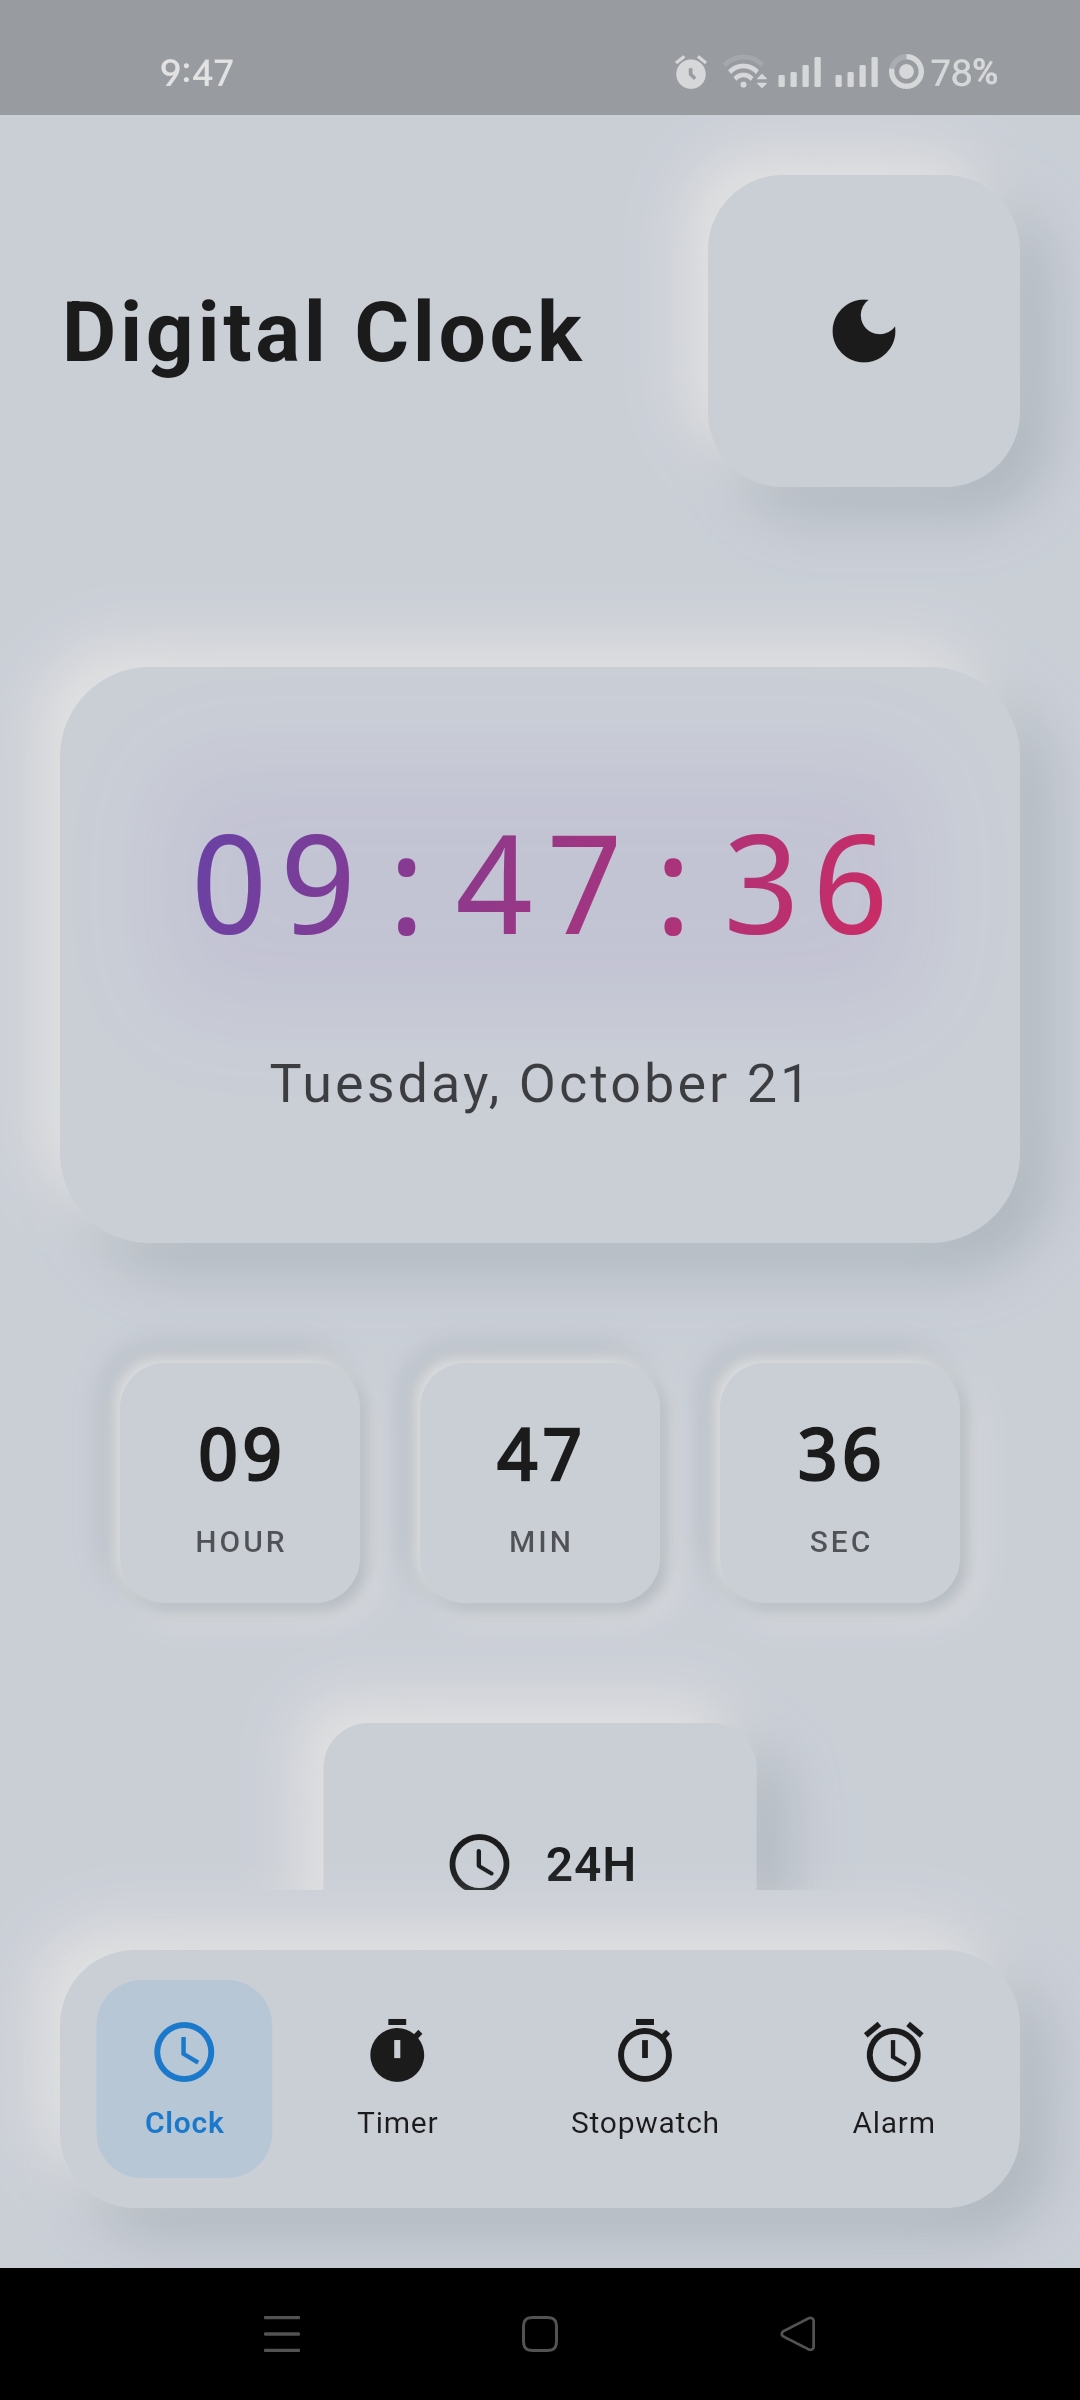 9:47 78%
Digital Clock
09:47:36
Tuesday, October 21
09 47 36
HOUR MIN SEC
24H
Clock Timer Stopwatch Alarm